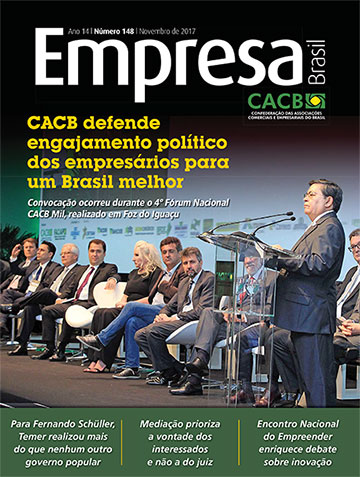 Ano 14 | Número 148 | Novembro de 2017
Empresa
Brasil
CACB
CONFEDERAÇÃO DAS ASSOCIAÇÕES
COMERCIAIS E EMPRESARIAIS DO BRASIL
CACB defende
engajamento político
dos empresários para
um Brasil melhor
Convocação ocorreu durante o 4º Fórum Nacional
CACB Mil, realizado em Foz do Iguaçu
Para Fernando Schüller,
Temer realizou mais
do que nenhum outro
governo popular
Mediação prioriza
a vontade dos
interessados
e não a do juiz
Encontro Nacional
do Empreender
enriquece debate
sobre inovação